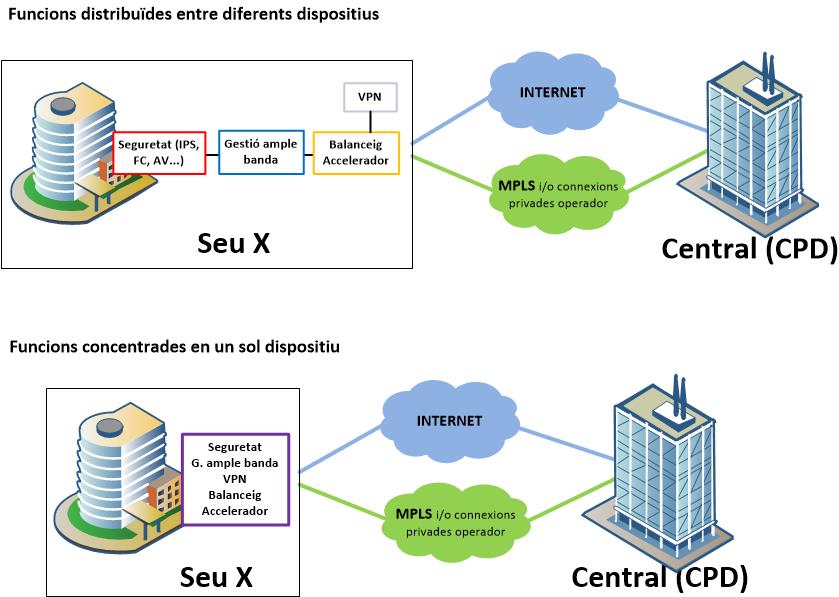 Funcions distribuïdes entre diferents dispositius
VPN
INTERNET
Seguretat (IPS,
FC, AV...)
Gestió ample
banda
Balanceig
Accelerador
MPLS i/o connexions
privades operador
Seu X
Central (CPD)
Funcions concentrades en un sol dispositiu
INTERNET
Seguretat
G. ample banda
VPN
Balanceig
Accelerador
MPLS i/o connexions
privades operador
Seu X
Central (CPD)